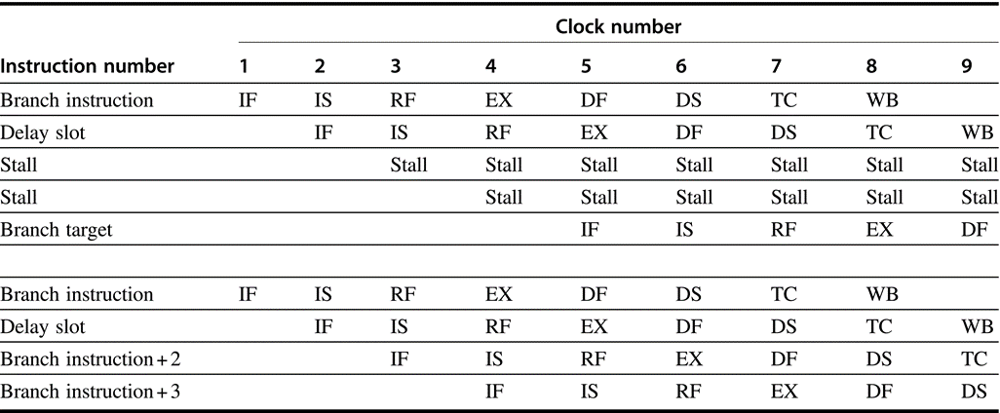 Clock number
Instruction number 1 2 3 4 5 6 7 8 9
Branch instruction IF IS RF EX DF DS TC WB
Delay slot IF IS RF EX DF DS TC WB
Stall Stall Stall Stall Stall Stall Stall Stall
Stall Stall Stall Stall Stall Stall Stall
Branch target IF IS RF EX DF
Branch instruction IF IS RF EX DF DS TC WB
Delay slot IF IS RF EX DF DS TC WB
Branch instruction+2 IF IS RF EX DF DS TC
Branch instruction+3 IF IS RF EX DF DS